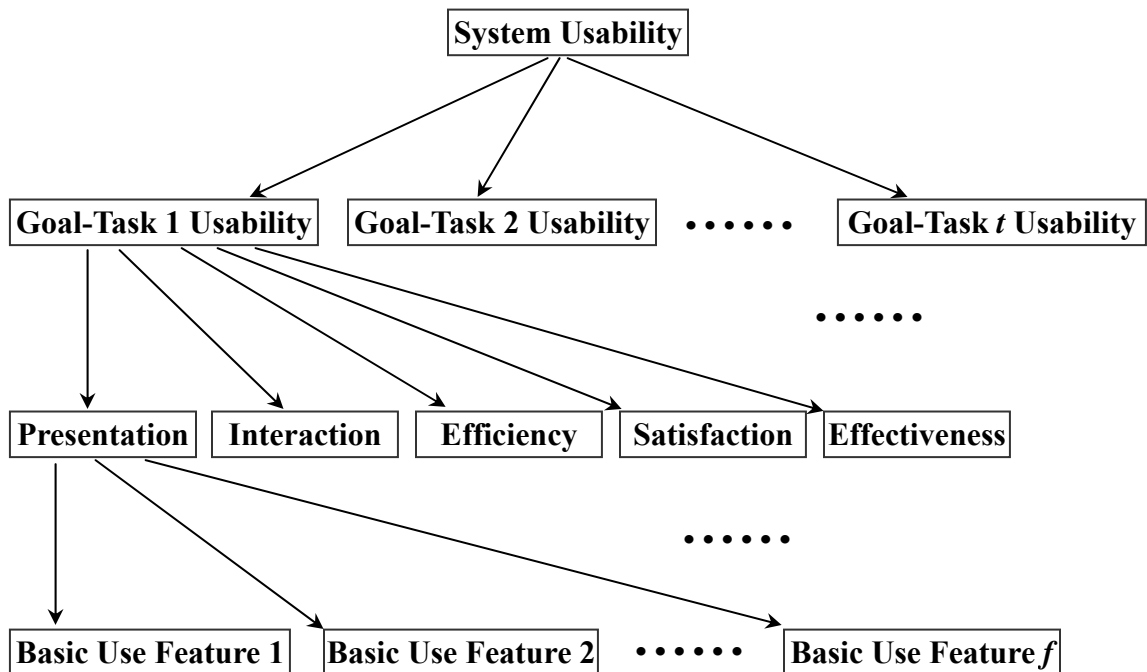 System Usability
Goal-Task 1 Usability
Goal-Task 2 Usability
......
Goal-Task t Usability
......
Presentation
Interaction
Efficiency
Satisfaction
Effectiveness
......
Basic Use Feature 1
Basic Use Feature 2
......
Basic Use Feature f